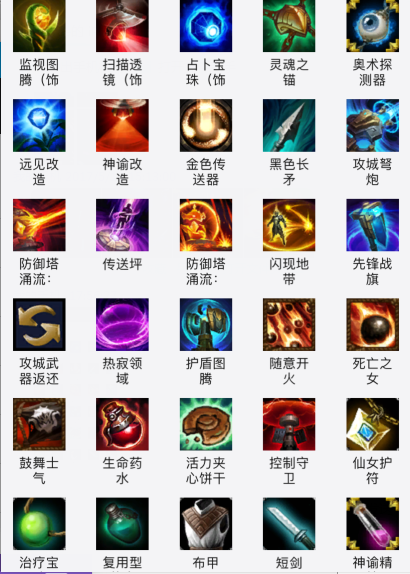 监视图 扫描透 占卜宝 灵魂之 奥术探
腾（饰 镜（饰 珠（饰 锚 测器
远见改 神谕改 金色传 黑色长 攻城弩
造 造 送器 矛 炮
防御塔 传送坪 防御塔 闪现地 先锋战
涌流： 涌流： 带 旗
攻城武 热寂领 护盾图 随意开 死亡之
器返还 域 腾 火 女
鼓舞士 生命药 活力夹 控制守 仙女护
气 水 心饼干 卫 符
治疗宝 复用型 布甲 短剑 神谕精